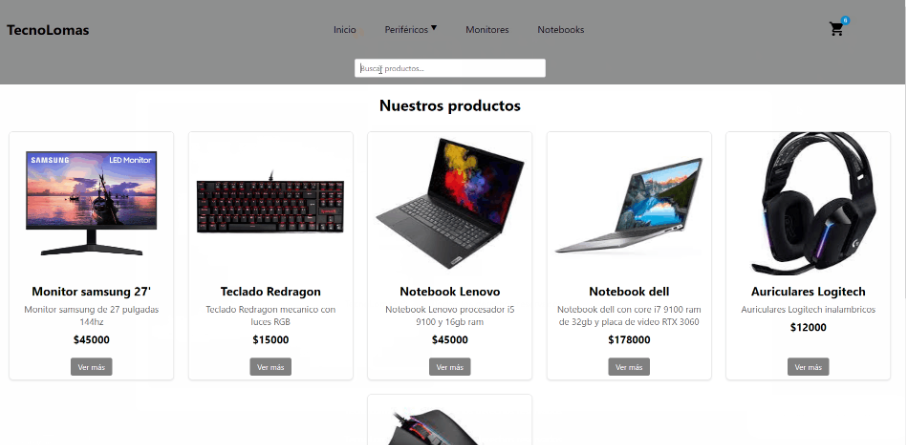 TecnoLomas
Inicio
Periféricos ▼
Monitores
Notebooks
Buscar productos...
Nuestros productos
SAMSUNG
LED Monitor
Monitor samsung 27'
Monitor samsung de 27 pulgadas
144hz
$45000
Ver más
Teclado Redragon
Teclado Redragon mecanico con
luces RGB
$15000
Ver más
Notebook Lenovo
Notebook Lenovo procesador i5
9100 y 16gb ram
$45000
Ver más
Notebook dell
Notebook dell con core i7 9100 ram
de 32gb y placa de video RTX 3060
$178000
Ver más
Auriculares Logitech
Auriculares Logitech inalambricos
$12000
Ver más